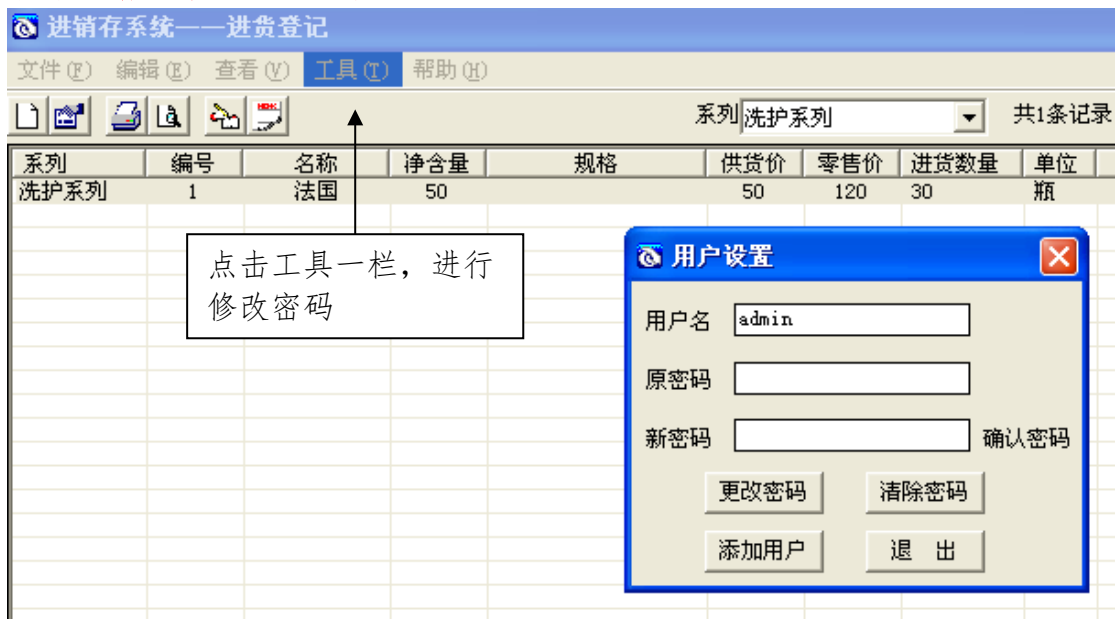 进销存系统——进货登记
文件(F) 编辑(E) 查看(V) 工具(T) 帮助(H)
系列 洗护系列 共1条记录
系列 编号 名称 净含量 规格 供货价 零售价 进货数量 单位
洗护系列 1 法国 50 50 120 30 瓶
点击工具一栏，进行
修改密码
用户设置
用户名 admin
原密码
新密码 确认密码
更改密码 清除密码
添加用户 退 出